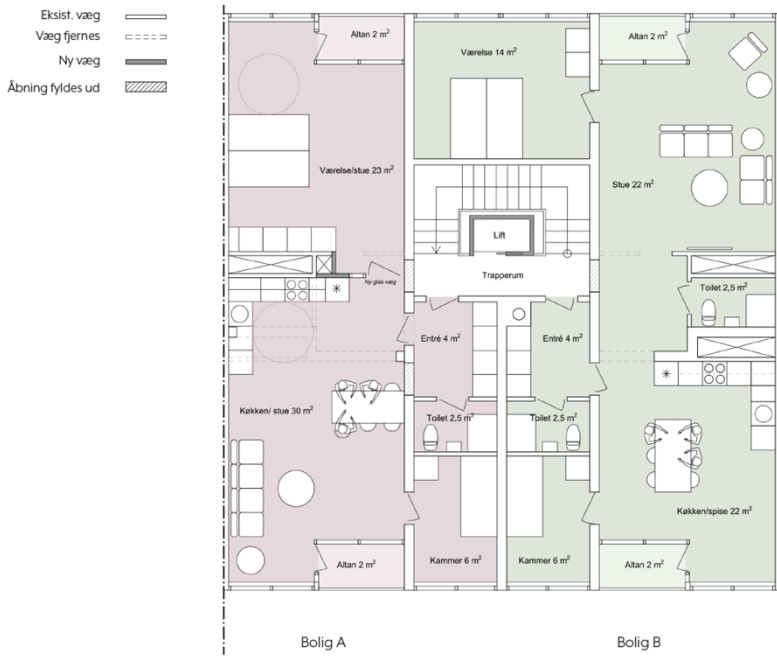 Eksist. væg
Væg fjernes
Ny væg
Åbning fyldes ud
Altan 2 m²
Værelse 14 m²
Altan 2 m²
Værelse/stue 23 m²
Stue 22 m²
Lift
Trapperum
Ny glas væg
Toilet 2,5 m²
Entré 4 m²
Entré 4 m²
Køkken/ stue 30 m²
Toilet 2,5 m²
Toilet 2,5 m²
Køkken/spise 22 m²
Altan 2 m²
Kammer 6 m²
Kammer 6 m²
Altan 2 m²
Bolig A
Bolig B